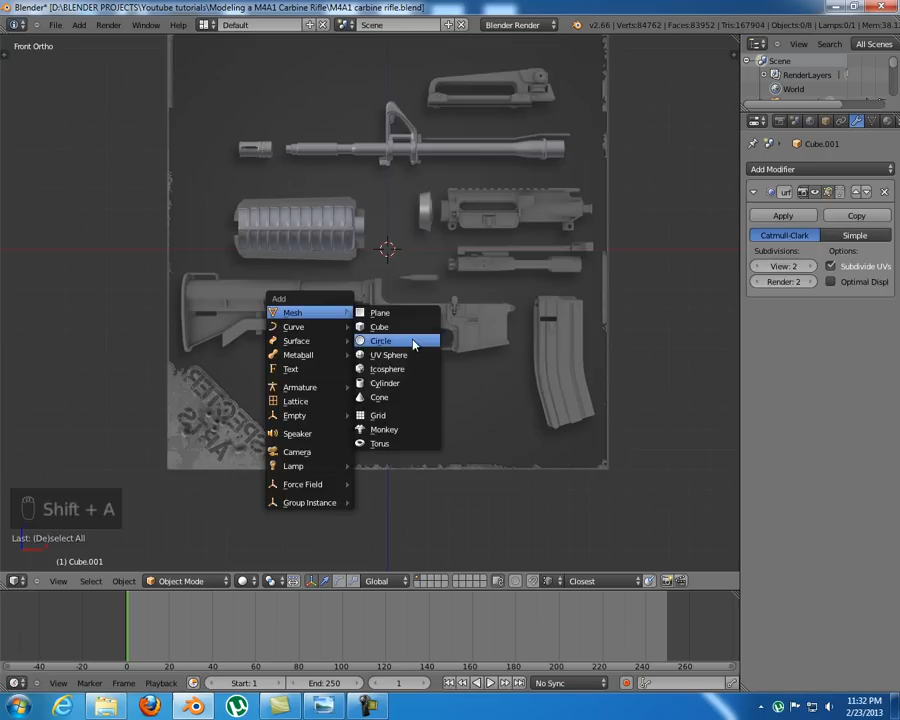 Blender* [D:\BLENDER PROJECTS\Youtube tutorials\Modeling a M4A1 Carbine Rifle\M4A1 carbine rifle.blend]
File Add Render Window Help Default Scene Blender Render v2.66 | Verts:84762 | Faces:83952 | Tris:167904 | Objects:0/8 | Lamps:0/1 | Mem:38.1
Front Ortho
View Search All Scenes
Scene
RenderLayers
World
Cube.001
Add Modifier
urf
Apply Copy
Catmull-Clark Simple
Subdivisions: Options:
View: 2 Subdivide UVs
Render: 2 Optimal Displ
Add
Mesh
Curve
Surface
Metaball
Text
Armature
Lattice
Empty
Speaker
Camera
Lamp
Force Field
Group Instance
Plane
Cube
Circle
UV Sphere
Icosphere
Cylinder
Cone
Grid
Monkey
Torus
SPECTER
ARTS
Shift + A
Last: (De)select All
(1) Cube.001
View Select Object Object Mode Global Closest
-40 -20 0 20 40 60 80 100 120 140 160 180 200 220 240 260 280
View Marker Frame Playback Start: 1 End: 250 1 No Sync
11:32 PM
2/23/2013